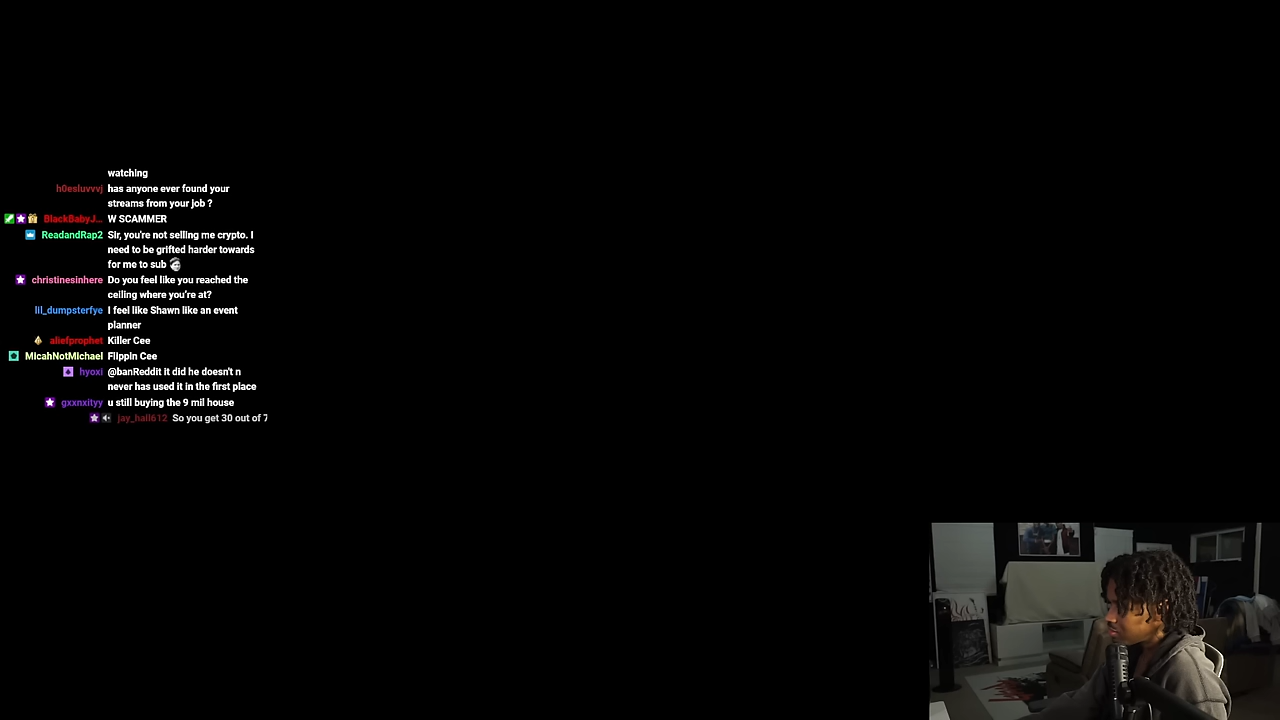 watching
h0esluvvvj has anyone ever found your
streams from your job ?
BlackBabyJ... W SCAMMER
ReadandRap2 Sir, you're not selling me crypto. I
need to be grifted harder towards
for me to sub
christinesinhere Do you feel like you reached the
ceiling where you're at?
lil_dumpsterfye I feel like Shawn like an event
planner
aliefprophet Killer Cee
MicahNotMichael Flippin Cee
hyoxi @banReddit it did he doesn't n
never has used it in the first place
gxxnxityy u still buying the 9 mil house
jay_hall612 So you get 30 out of 7